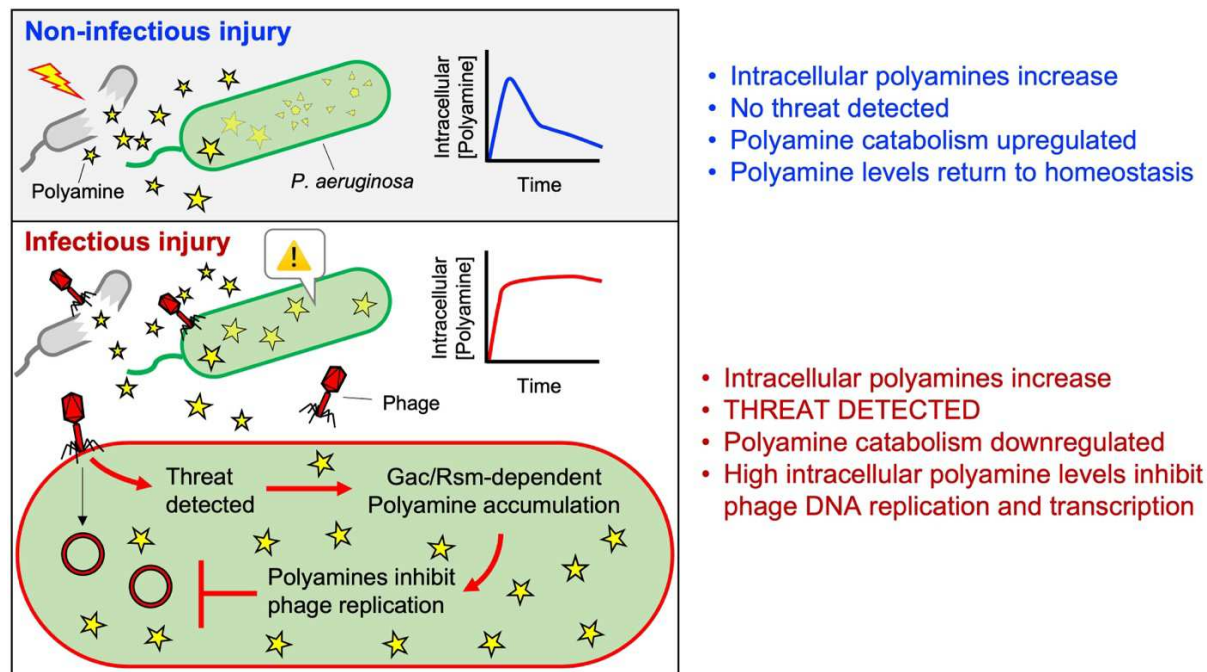 Non-infectious injury
Polyamine
P. aeruginosa
Intracellular
[Polyamine]
Time
• Intracellular polyamines increase
• No threat detected
• Polyamine catabolism upregulated
• Polyamine levels return to homeostasis
Infectious injury
!
Intracellular
[Polyamine]
Time
Phage
Threat
detected
Gac/Rsm-dependent
Polyamine accumulation
Polyamines inhibit
phage replication
• Intracellular polyamines increase
• THREAT DETECTED
• Polyamine catabolism downregulated
• High intracellular polyamine levels inhibit
phage DNA replication and transcription